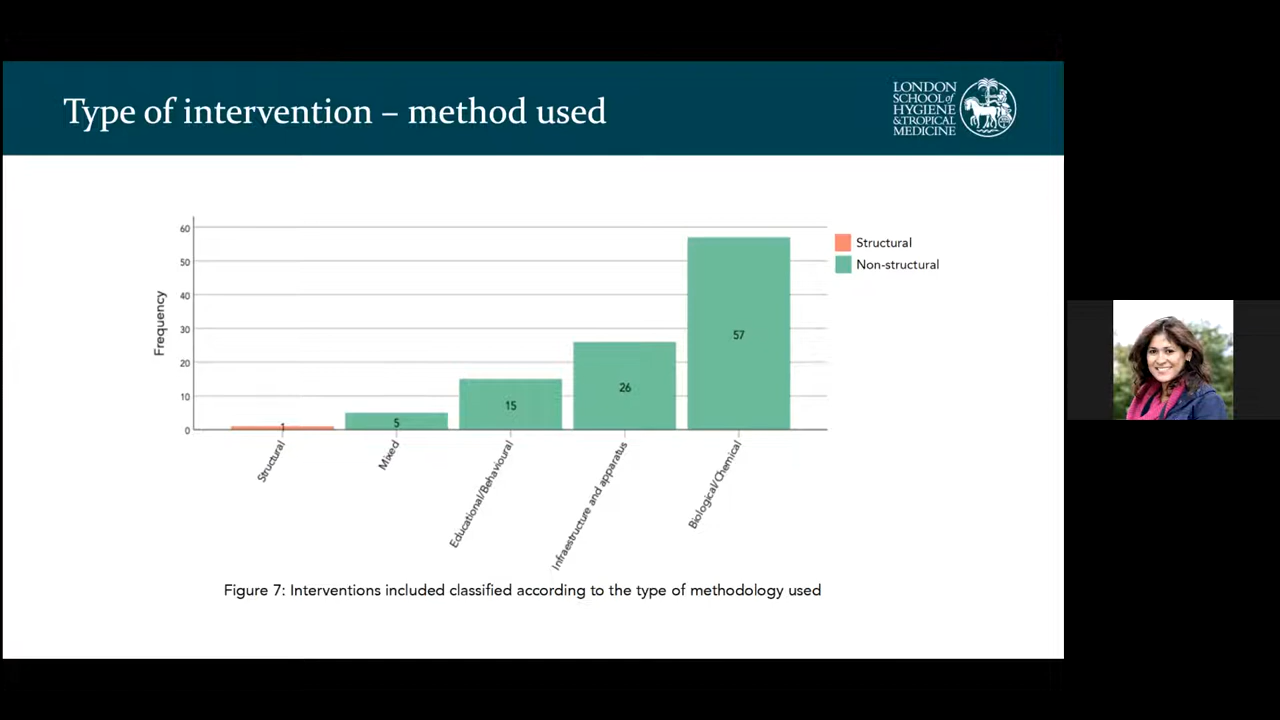 Type of intervention – method used
LONDON
SCHOOL of
HYGIENE
& TROPICAL
MEDICINE
Frequency
60
50
40
30
20
10
0
1
5
15
26
57
Structural
Mixed
Educational/Behavioural
Infraestructure and apparatus
Biological/Chemical
Structural
Non-structural
Figure 7: Interventions included classified according to the type of methodology used